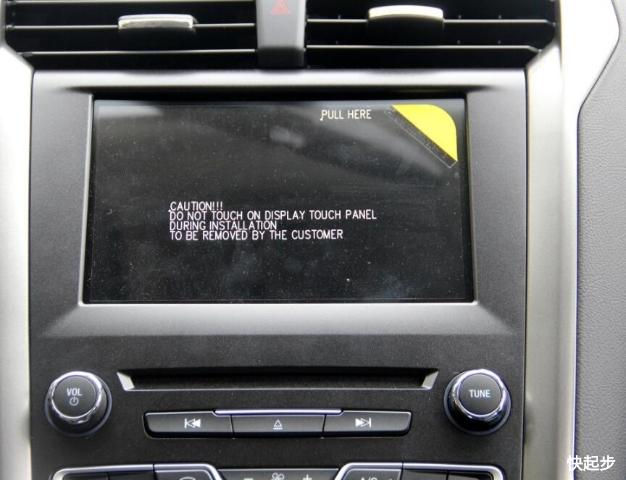 PULL HERE
CAUTION!!!
DO NOT TOUCH ON DISPLAY TOUCH PANEL
DURING INSTALLATION
TO BE REMOVED BY THE CUSTOMER
VOL
TUNE
快起步